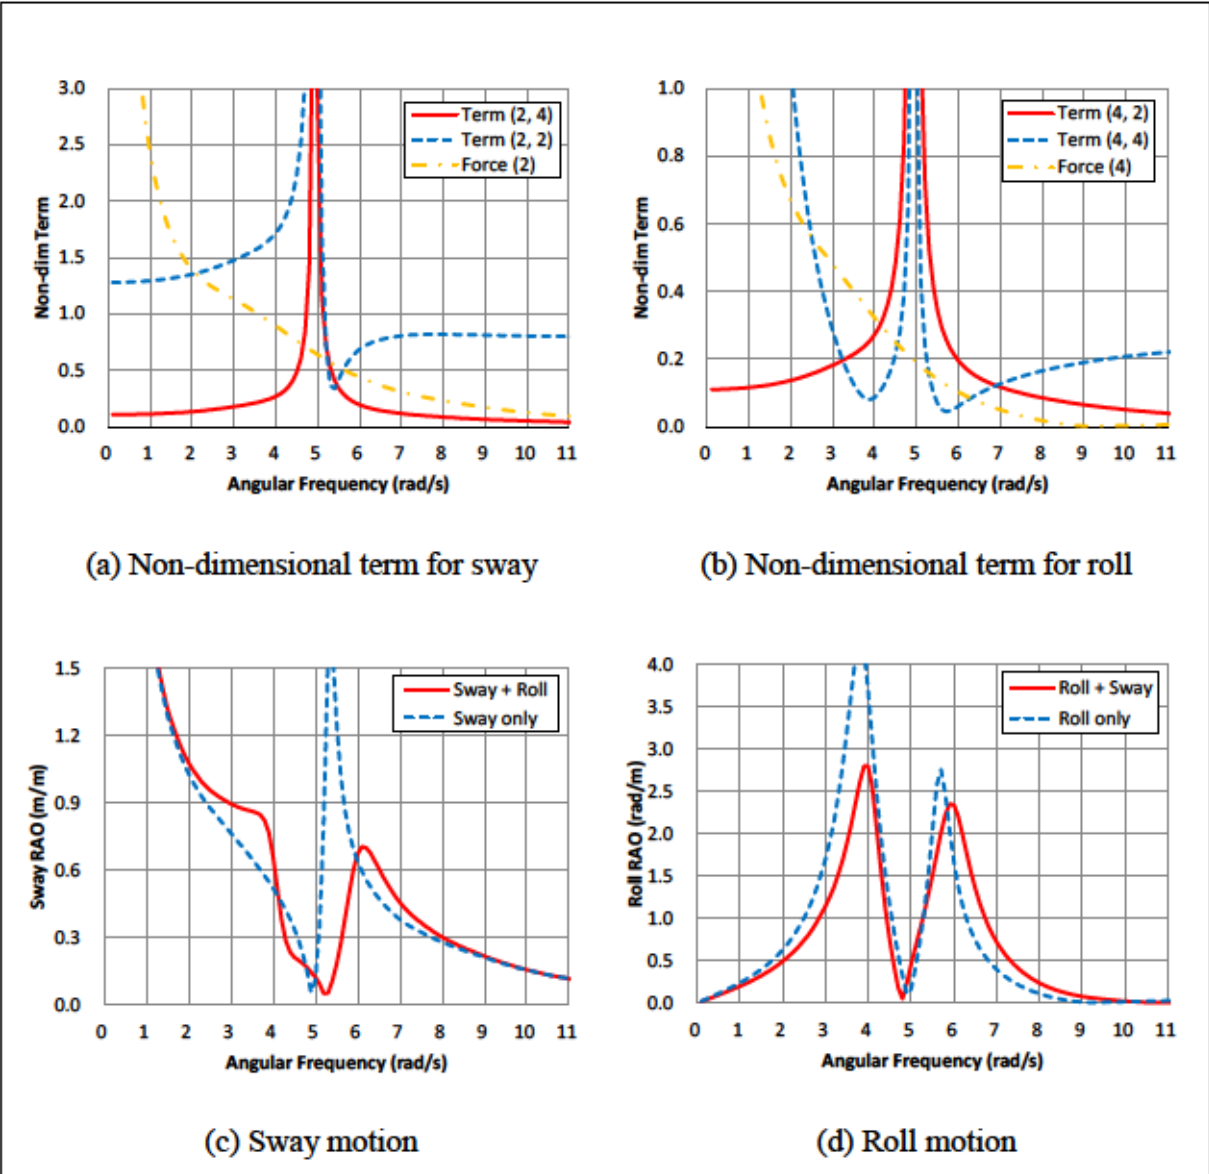 3.0
2.5
2.0
1.5
1.0
0.5
0.0
Non-dim Term
Term (2, 4)
Term (2, 2)
Force (2)
0 1 2 3 4 5 6 7 8 9 10 11
Angular Frequency (rad/s)
(a) Non-dimensional term for sway
1.0
0.8
0.6
0.4
0.2
0.0
Non-dim Term
Term (4, 2)
Term (4, 4)
Force (4)
0 1 2 3 4 5 6 7 8 9 10 11
Angular Frequency (rad/s)
(b) Non-dimensional term for roll
1.5
1.2
0.9
0.6
0.3
0.0
Sway RAO (m/m)
Sway + Roll
Sway only
0 1 2 3 4 5 6 7 8 9 10 11
Angular Frequency (rad/s)
(c) Sway motion
4.0
3.5
3.0
2.5
2.0
1.5
1.0
0.5
0.0
Roll RAO (rad/m)
Roll + Sway
Roll only
0 1 2 3 4 5 6 7 8 9 10 11
Angular Frequency (rad/s)
(d) Roll motion